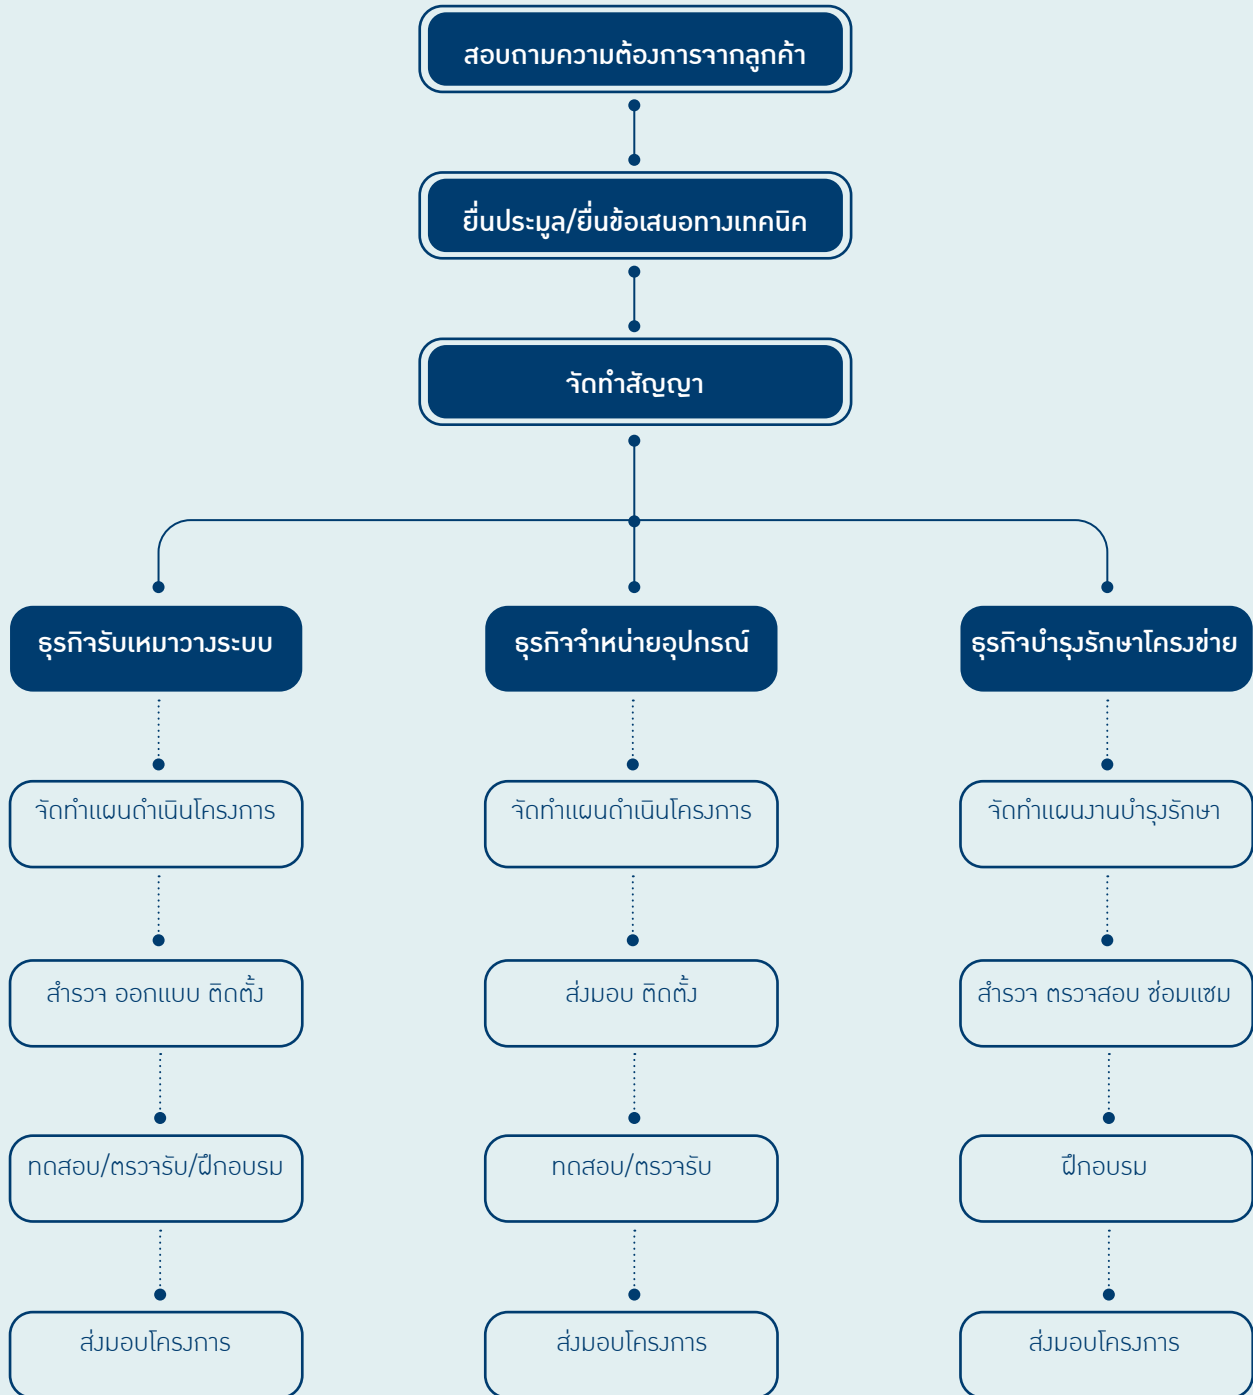 สอบถามความต้องการจากลูกค้า
ยื่นประมูล/ยื่นข้อเสนอทางเทคนิค
จัดทำสัญญา
ธุรกิจรับเหมาวางระบบ
ธุรกิจจำหน่ายอุปกรณ์
ธุรกิจบำรุงรักษาโครงข่าย
จัดทำแผนดำเนินโครงการ
จัดทำแผนดำเนินโครงการ
จัดทำแผนงานบำรุงรักษา
สำรวจ ออกแบบ ติดตั้ง
ส่งมอบ ติดตั้ง
สำรวจ ตรวจสอบ ซ่อมแซม
ทดสอบ/ตรวจรับ/ฝึกอบรม
ทดสอบ/ตรวจรับ
ฝึกอบรม
ส่งมอบโครงการ
ส่งมอบโครงการ
ส่งมอบโครงการ